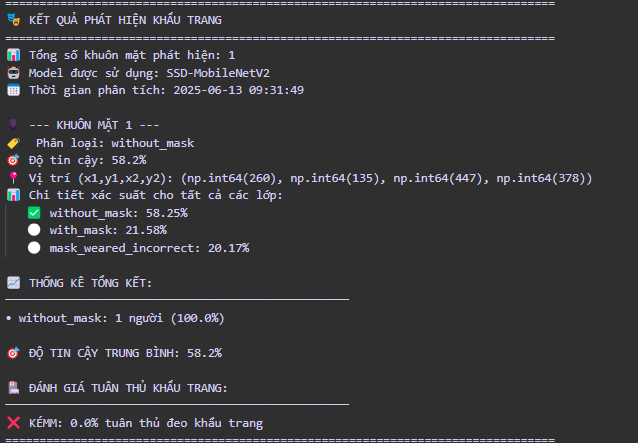 ================================================================================
🎭 KẾT QUẢ PHÁT HIỆN KHẨU TRANG
================================================================================
📊 Tổng số khuôn mặt phát hiện: 1
🤖 Model được sử dụng: SSD-MobileNetV2
📅 Thời gian phân tích: 2025-06-13 09:31:49
👤 --- KHUÔN MẶT 1 ---
🏷️ Phân loại: without_mask
🎯 Độ tin cậy: 58.2%
📍 Vị trí (x1,y1,x2,y2): (np.int64(260), np.int64(135), np.int64(447), np.int64(378))
📊 Chi tiết xác suất cho tất cả các lớp:
✅ without_mask: 58.25%
⚪ with_mask: 21.58%
⚪ mask_weared_incorrect: 20.17%
📈 THỐNG KÊ TỔNG KẾT:
──────────────────────────────────────────────────
• without_mask: 1 người (100.0%)
🎯 ĐỘ TIN CẬY TRUNG BÌNH: 58.2%
🏥 ĐÁNH GIÁ TUÂN THỦ KHẨU TRANG:
──────────────────────────────────────────────────
❌ KÉMM: 0.0% tuân thủ đeo khẩu trang
================================================================================